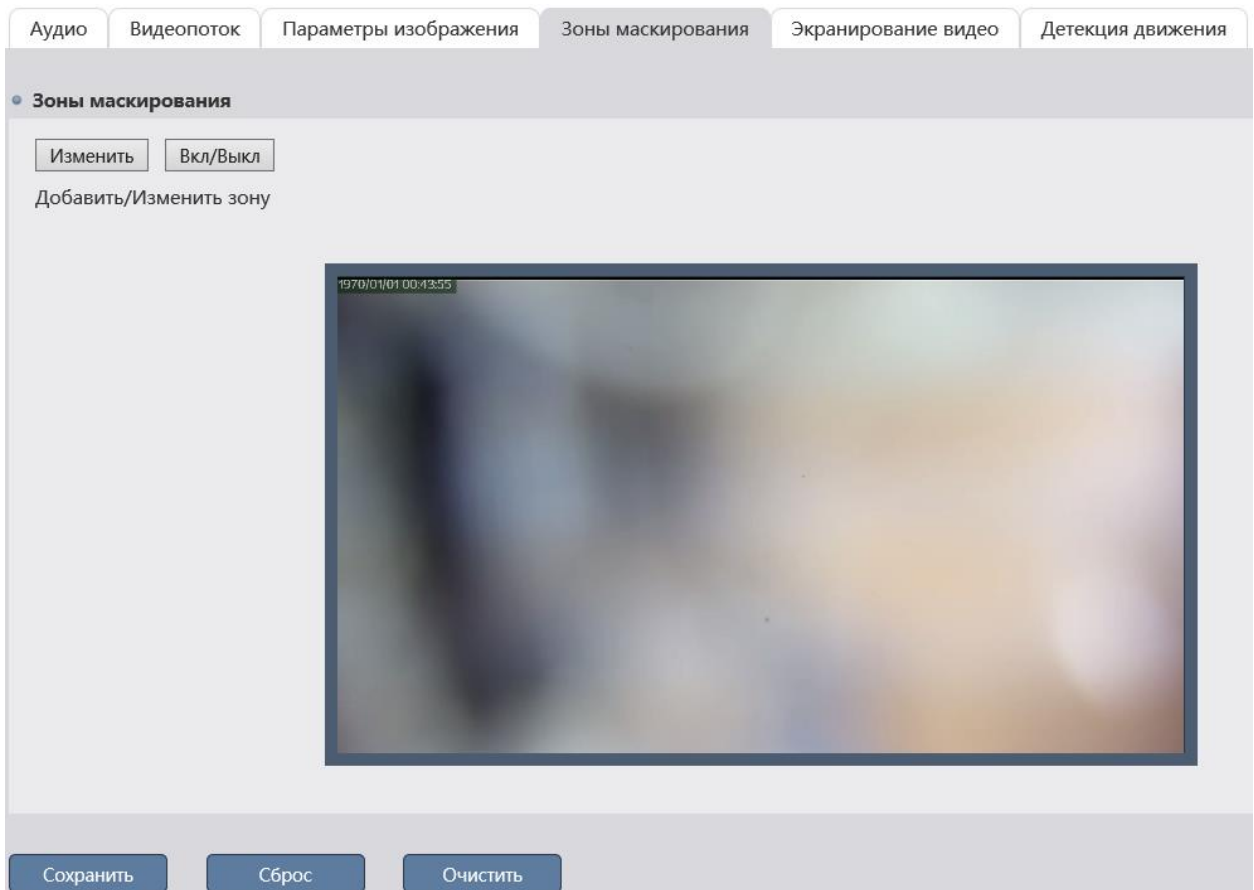 Аудио Видеопоток Параметры изображения Зоны маскирования Экранирование видео Детекция движения
Зоны маскирования
Изменить Вкл/Выкл
Добавить/Изменить зону
1970/01/01 00:43:55
Сохранить Сброс Очистить